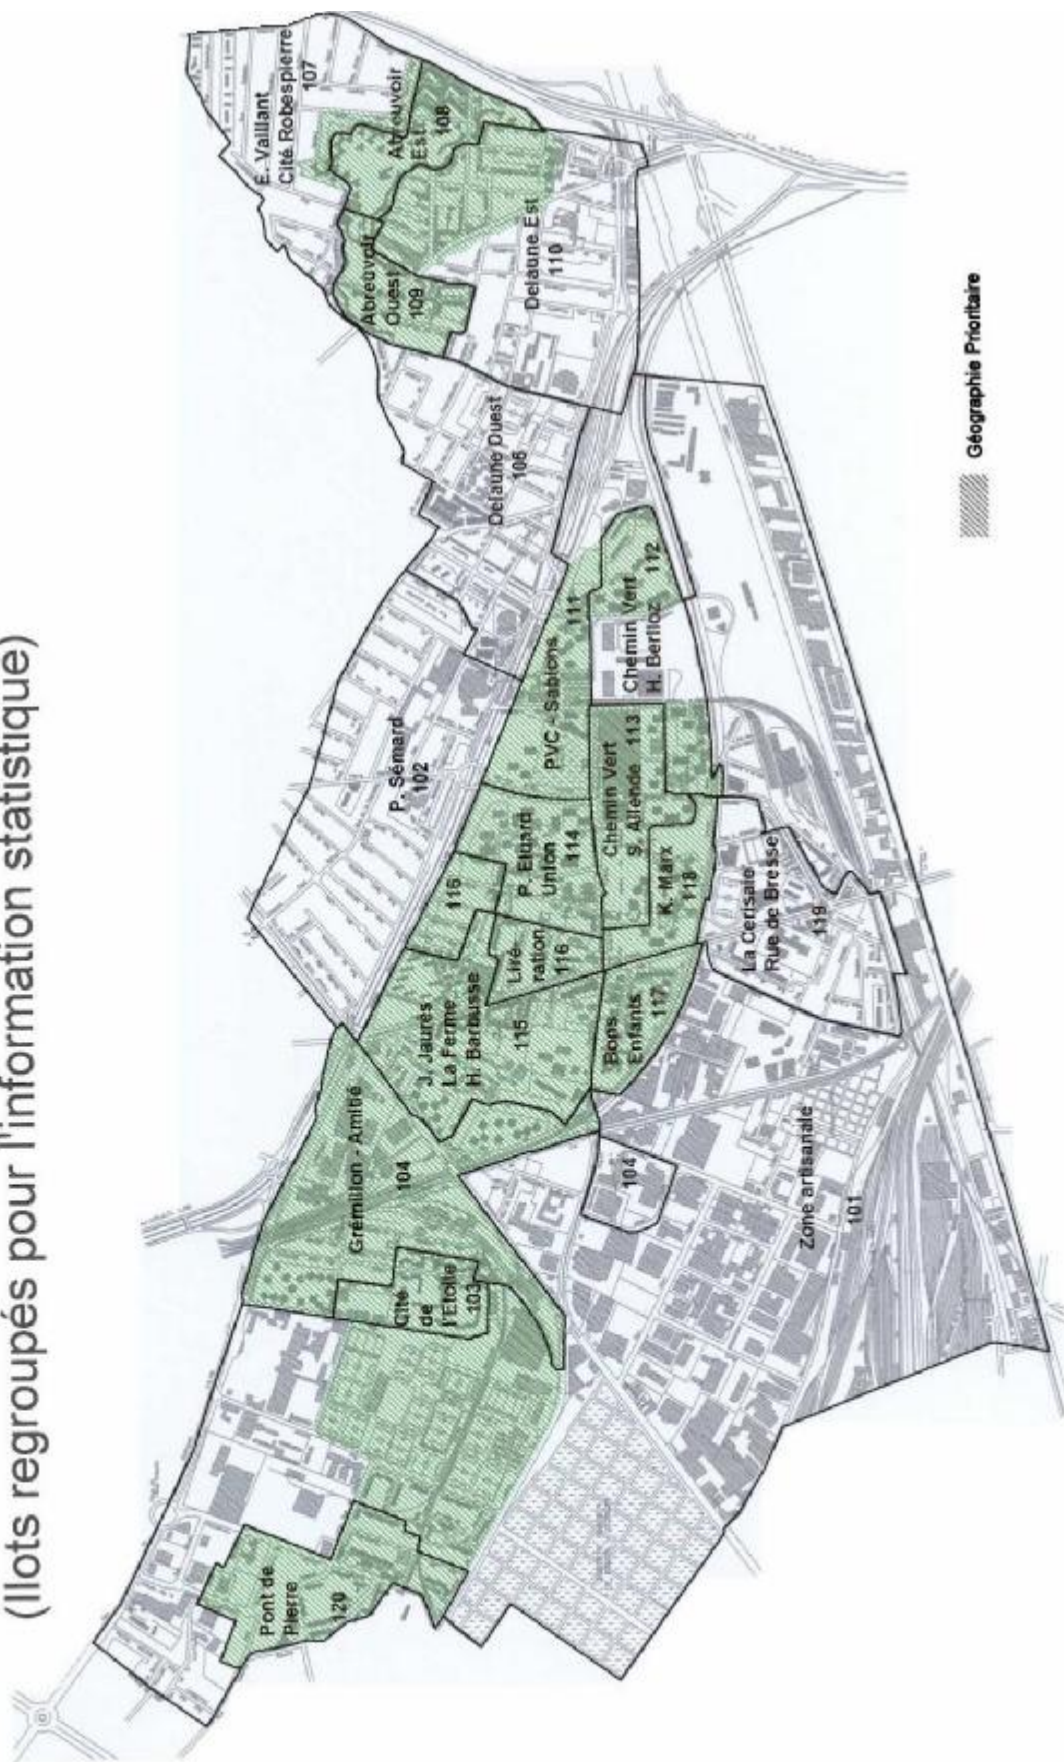 (Ilots regroupés pour l'information statistique)
E. Vaillant
Cité Robespierre
107
Abreuvoir
Est
108
Abreuvoir
Ouest
109
Delaune Est
110
Delaune Ouest
106
P. Sémard
102
PVC - Sablons
111
Chemin Vert
H. Berlioz
112
Chemin Vert
S. Allende 113
P. Eluard
Union
114
K. Marx
118
116
Libé
ration
116
J. Jaurès
La Ferme
H. Barbusse
115
Bons
Enfants
117
La Cerisaie
Rue de Bresse
119
Grémillon - Amitié
104
104
Cité
de
l'Etoile
103
Zone artisanale
101
Pont de
Pierre
120
Géographie Prioritaire